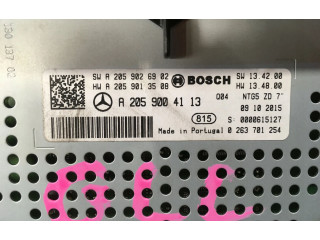 SW A 205 902 69 02 BOSCH SW 13.42 00
HW A 205 901 35 08 HW 13.48 00
A 205 900 41 13 004 NTG5 ZD 7"
815 09 10 2015
S: 0000615127
Made in Portugal 0 263 701 254
GLC